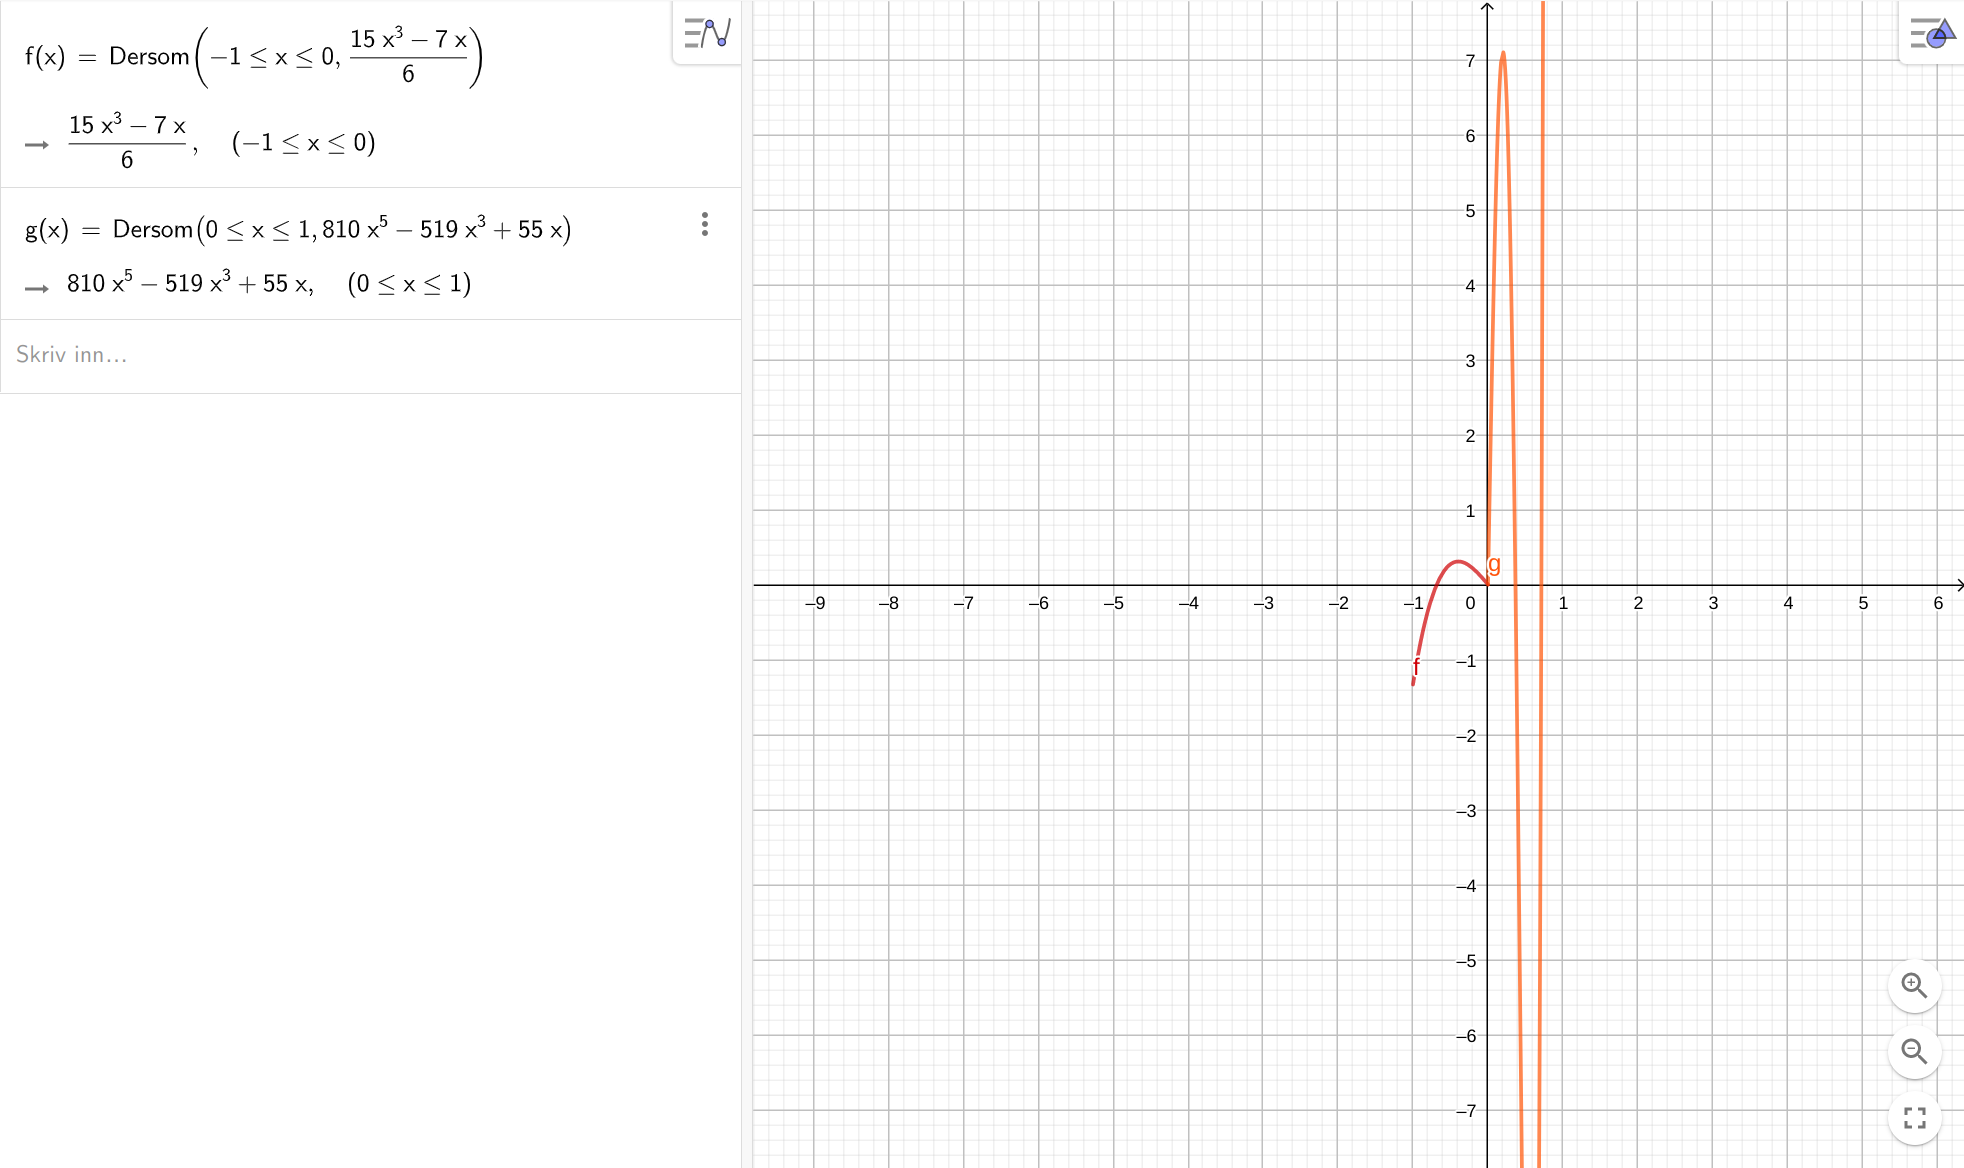 f(x) = Dersom(−1 ≤ x ≤ 0, (15 x³ − 7 x)/6)
→ (15 x³ − 7 x)/6, (−1 ≤ x ≤ 0)
g(x) = Dersom(0 ≤ x ≤ 1, 810 x⁵ − 519 x³ + 55 x)
→ 810 x⁵ − 519 x³ + 55 x, (0 ≤ x ≤ 1)
Skriv inn…
7
6
5
4
3
2
1
g
–9 –8 –7 –6 –5 –4 –3 –2 –1 0 1 2 3 4 5 6
f
–1
–2
–3
–4
–5
–6
–7